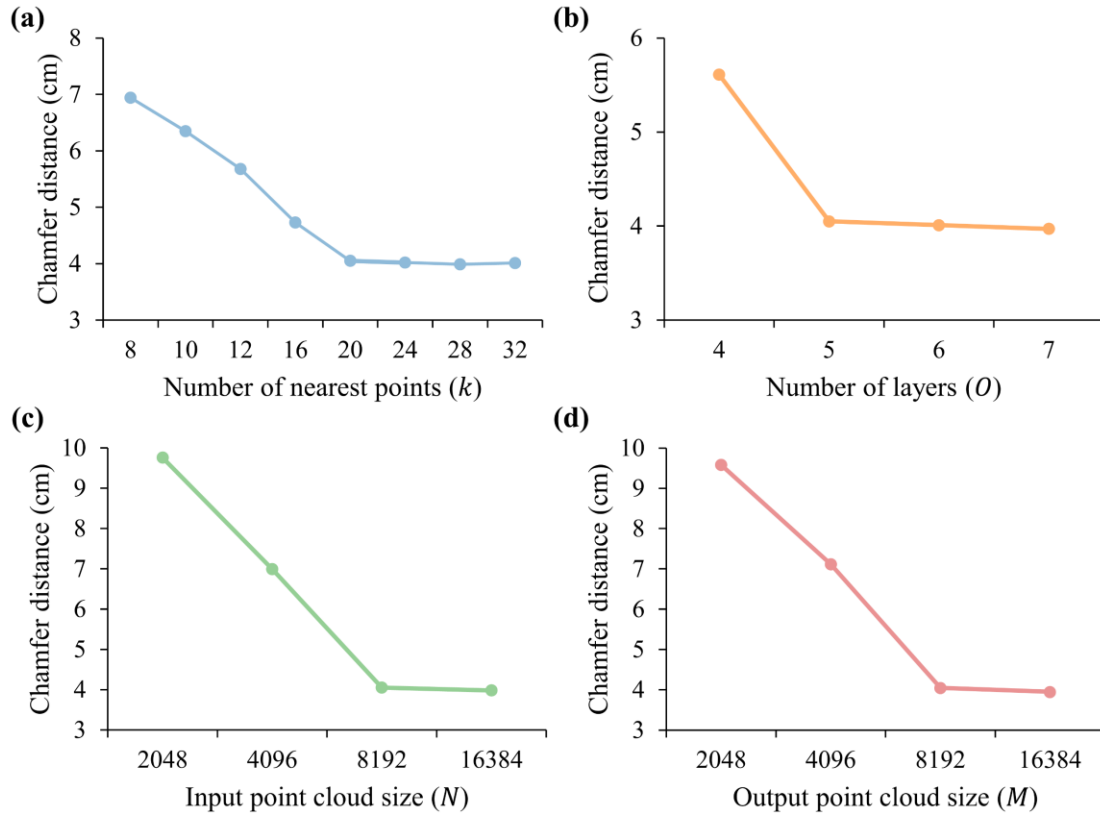 (a)
8
7
6
5
4
3
Chamfer distance (cm)
8 10 12 16 20 24 28 32
Number of nearest points (k)
(b)
6
5
4
3
Chamfer distance (cm)
4 5 6 7
Number of layers (O)
(c)
10
9
8
7
6
5
4
3
Chamfer distance (cm)
2048 4096 8192 16384
Input point cloud size (N)
(d)
10
9
8
7
6
5
4
3
Chamfer distance (cm)
2048 4096 8192 16384
Output point cloud size (M)